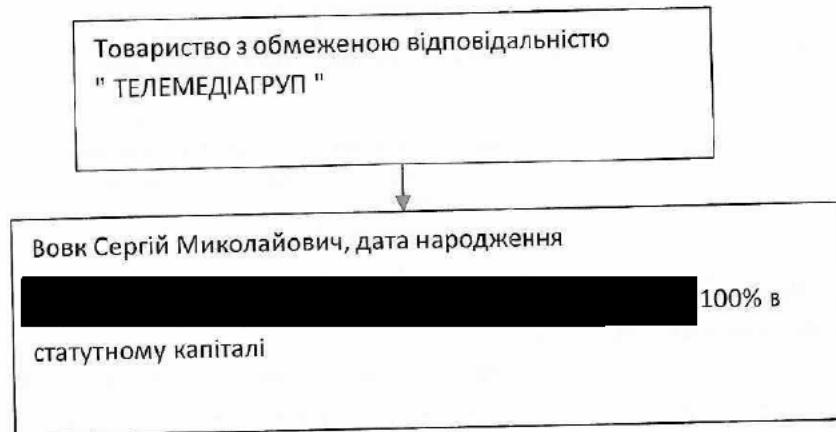 Товариство з обмеженою відповідальністю
" ТЕЛЕМЕДІАГРУП "
Вовк Сергій Миколайович, дата народження
100% в
статутному капіталі